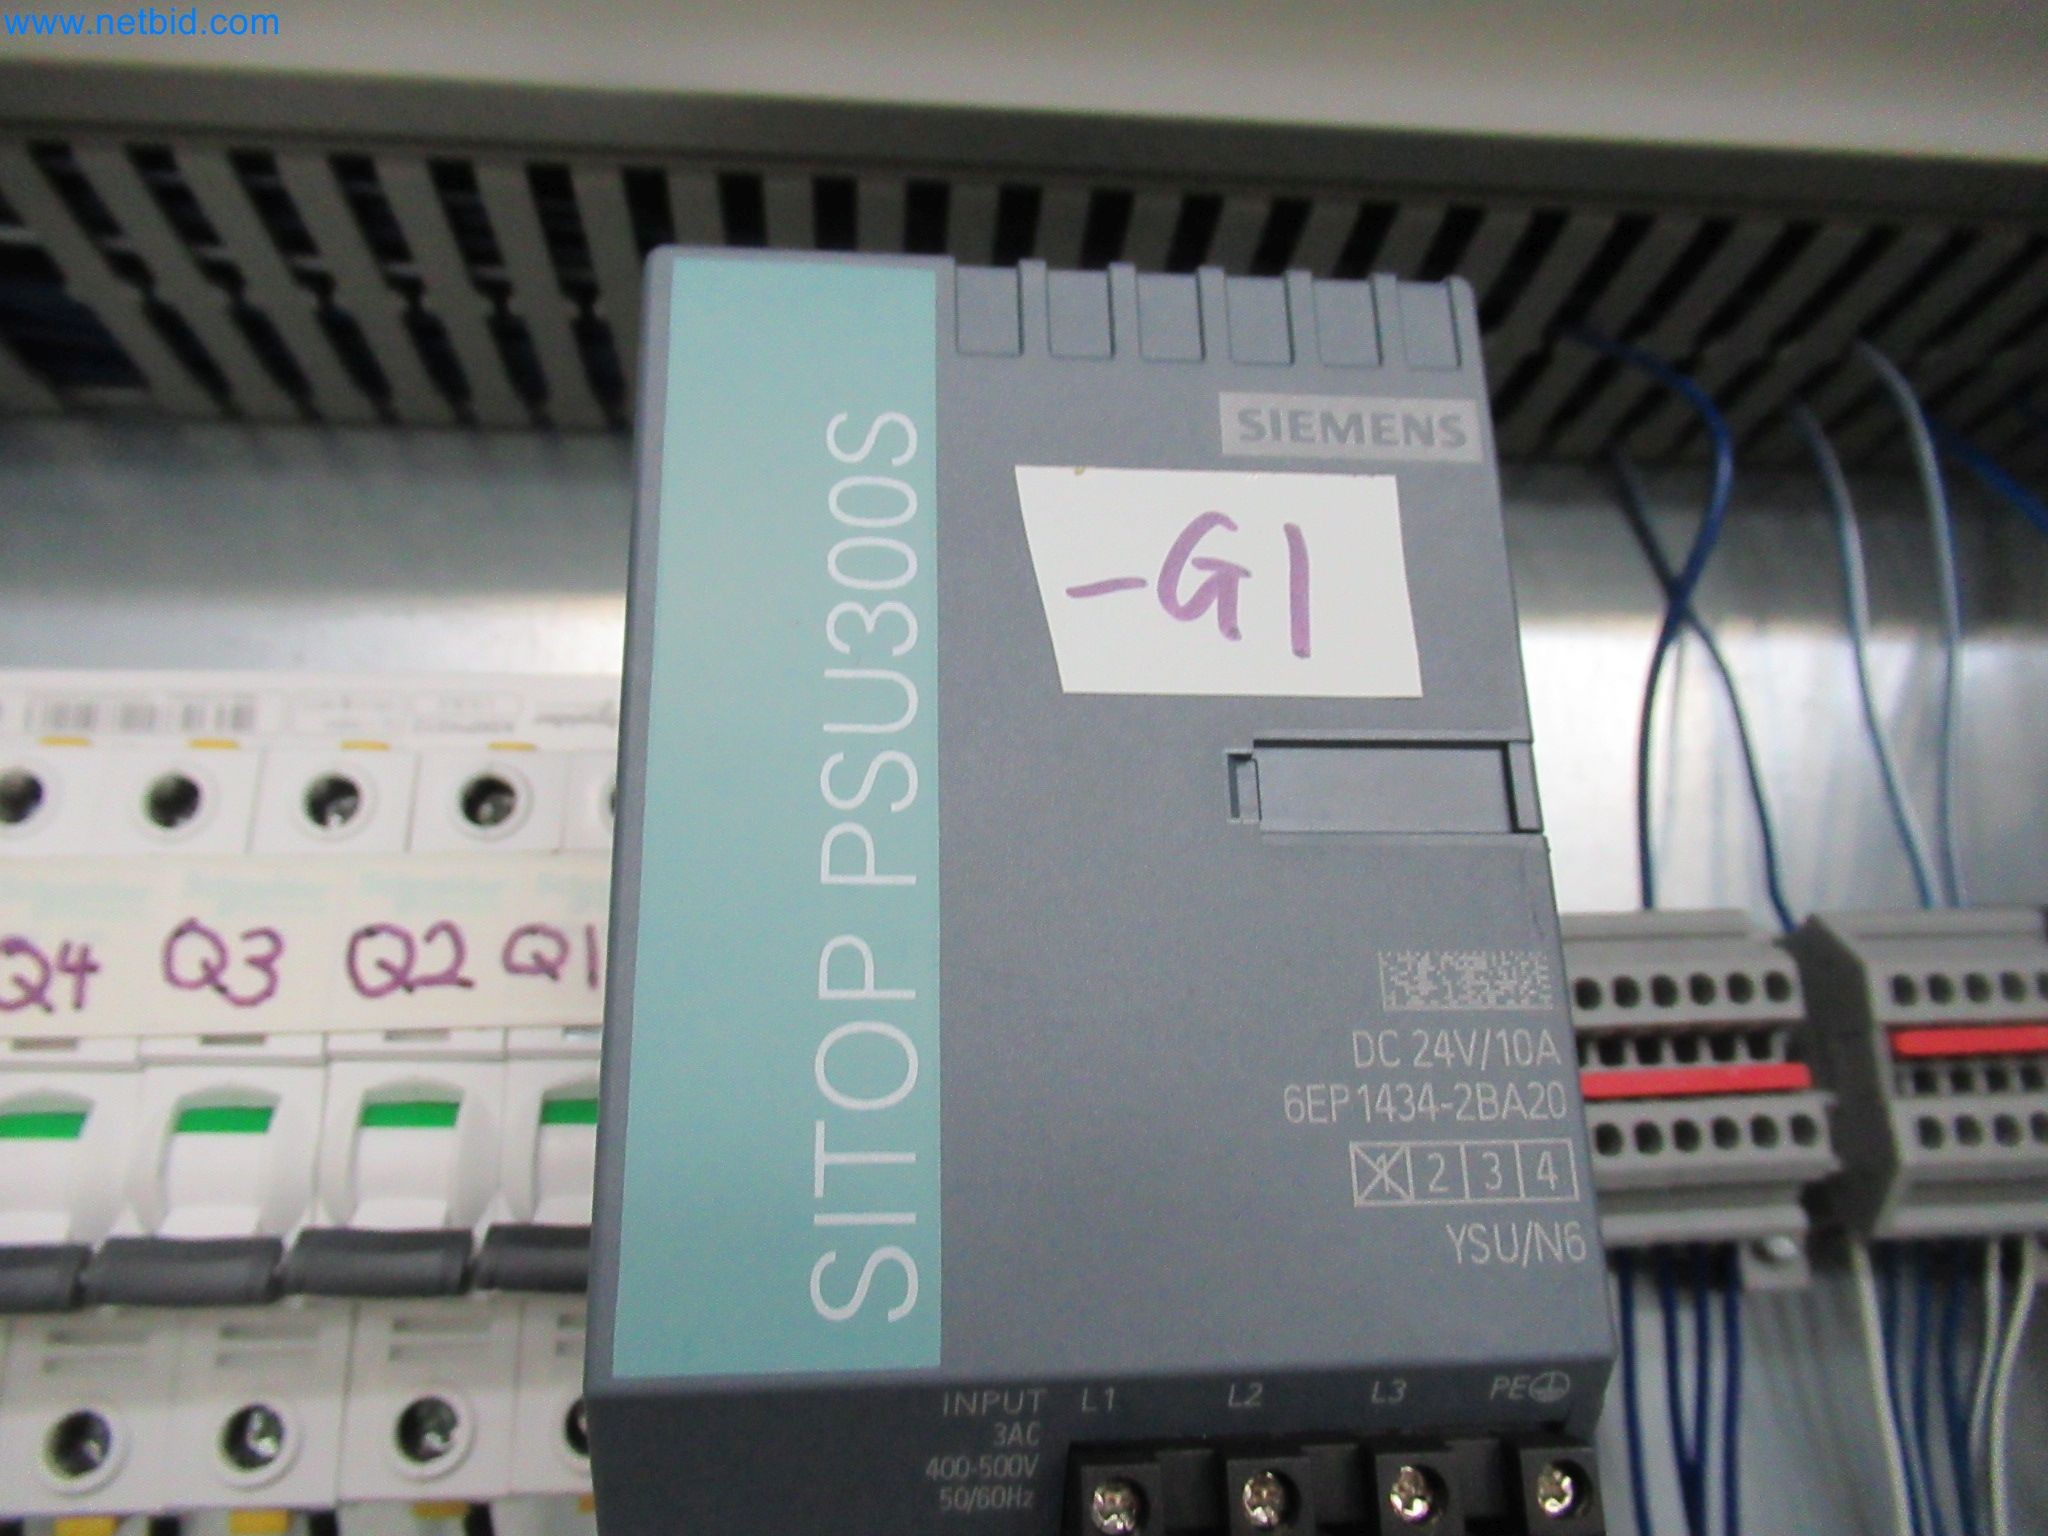 www.netbid.com
SIEMENS
-G1
SITOP PSU300S
Q4 Q3 Q2 Q1
DC 24V/10A
6EP1434-2BA20
1 2 3 4
YSU/N6
INPUT L1 L2 L3 PE
3AC
400-500V
50/60Hz